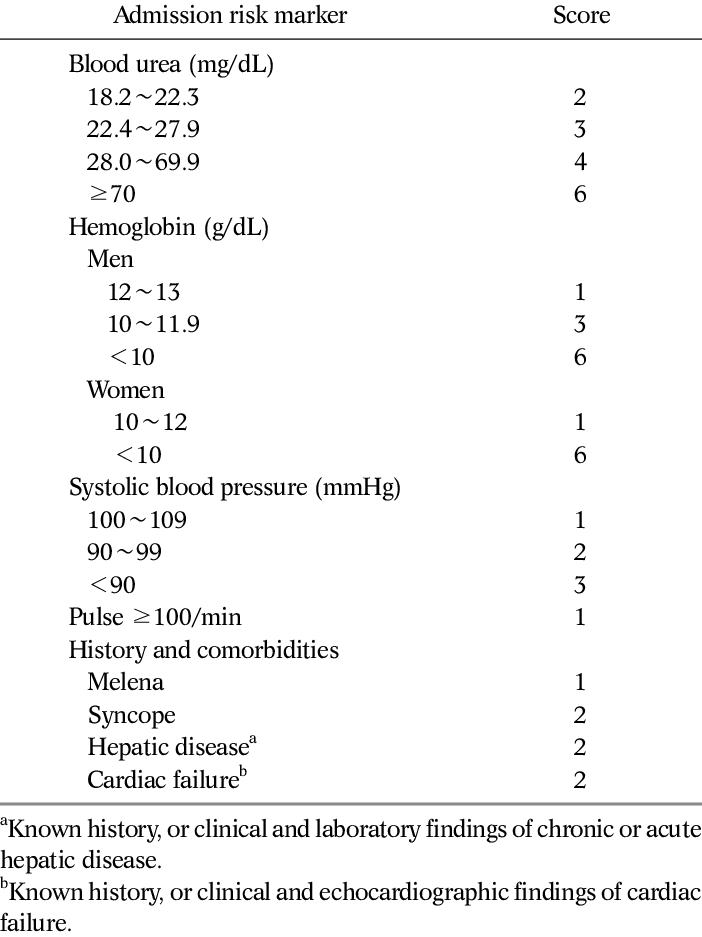 Admission risk marker Score
Blood urea (mg/dL)
18.2~22.3 2
22.4~27.9 3
28.0~69.9 4
≥70 6
Hemoglobin (g/dL)
Men
12~13 1
10~11.9 3
<10 6
Women
10~12 1
<10 6
Systolic blood pressure (mmHg)
100~109 1
90~99 2
<90 3
Pulse ≥100/min 1
History and comorbidities
Melena 1
Syncope 2
Hepatic diseaseᵃ 2
Cardiac failureᵇ 2
ᵃKnown history, or clinical and laboratory findings of chronic or acute
hepatic disease.
ᵇKnown history, or clinical and echocardiographic findings of cardiac
failure.